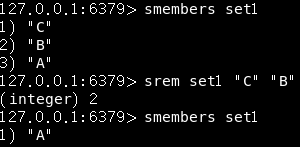 127.0.0.1:6379> smembers set1
1) "C"
2) "B"
3) "A"
127.0.0.1:6379> srem set1 "C" "B"
(integer) 2
127.0.0.1:6379> smembers set1
1) "A"